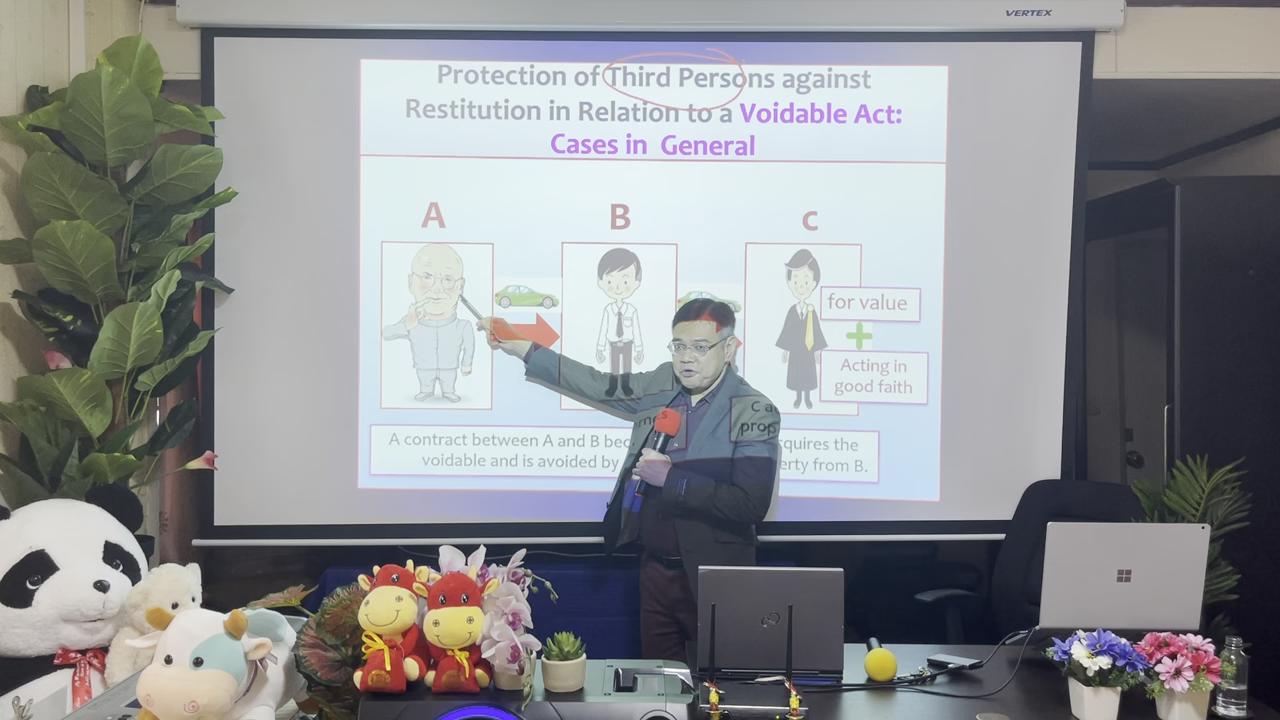 VERTEX
Protection of Third Persons against
Restitution in Relation to a Voidable Act:
Cases in General
A
B
c
for value
Acting in
good faith
A contract between A and B
voidable and is avoided by
C
prop
quires the
erty from B.